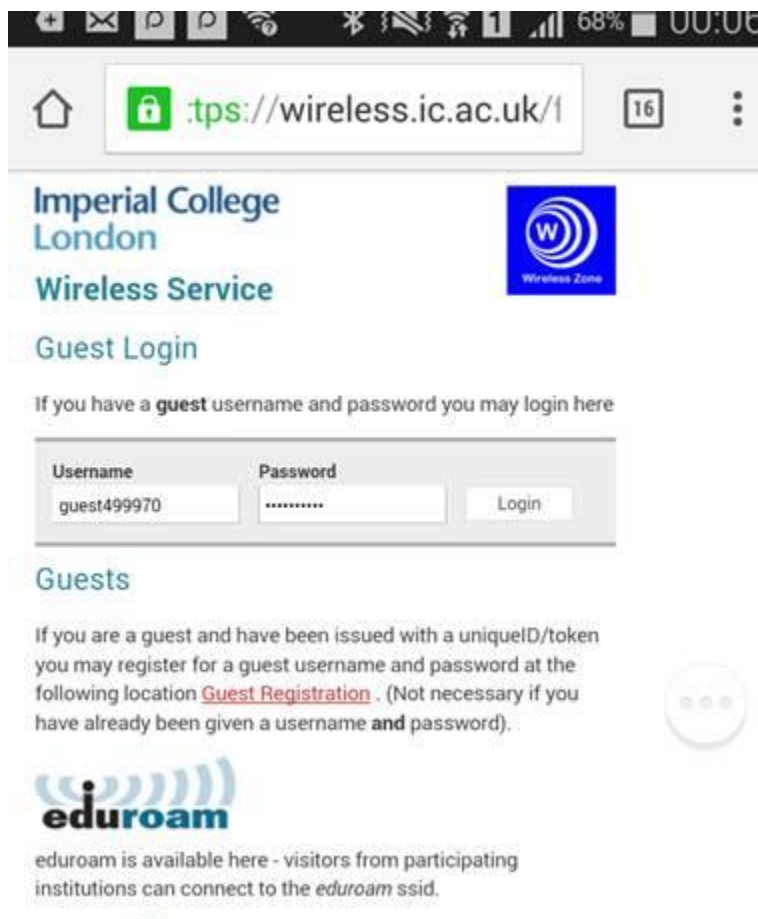 68% 00:06
16
:tps://wireless.ic.ac.uk/f
1
Imperial College
London
W
Wireless Zone
Wireless Service
Guest Login
If you have a guest username and password you may login here
Username Password
guest499970 •••••••••• Login
Guests
If you are a guest and have been issued with a uniqueID/token
you may register for a guest username and password at the
following location Guest Registration . (Not necessary if you
have already been given a username and password).
eduroam
eduroam is available here - visitors from participating
institutions can connect to the eduroam ssid.